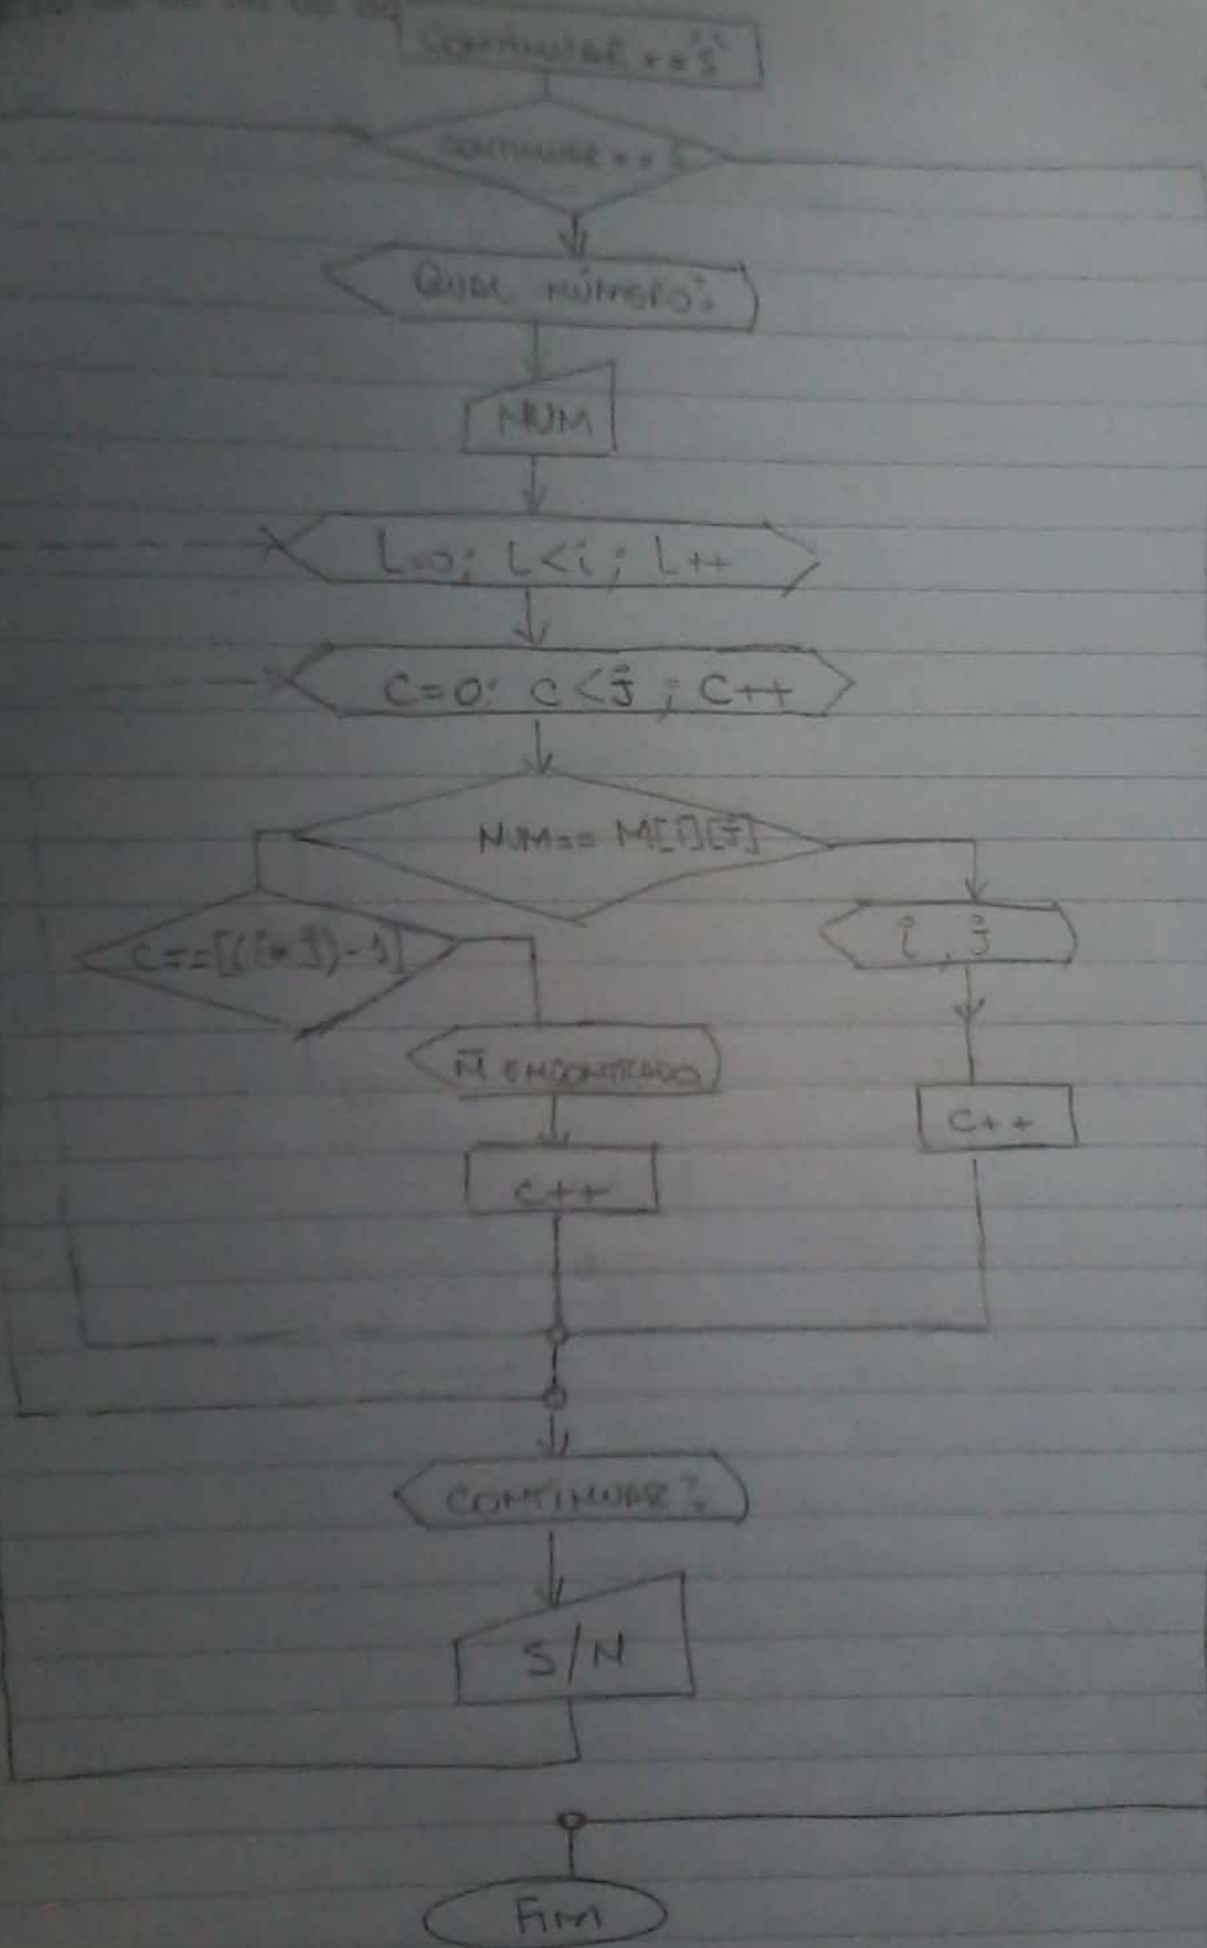 CONTINUAR == 'S'
CONTINUAR == S
QUAL NÚMERO?
NUM
L=0; L<i; L++
C=0; C<j; C++
NUM== M[i][j]
C==[(i*j)-1]
i, j
Ñ ENCONTRADO
C++
C++
CONTINUAR?
S/N
Fim